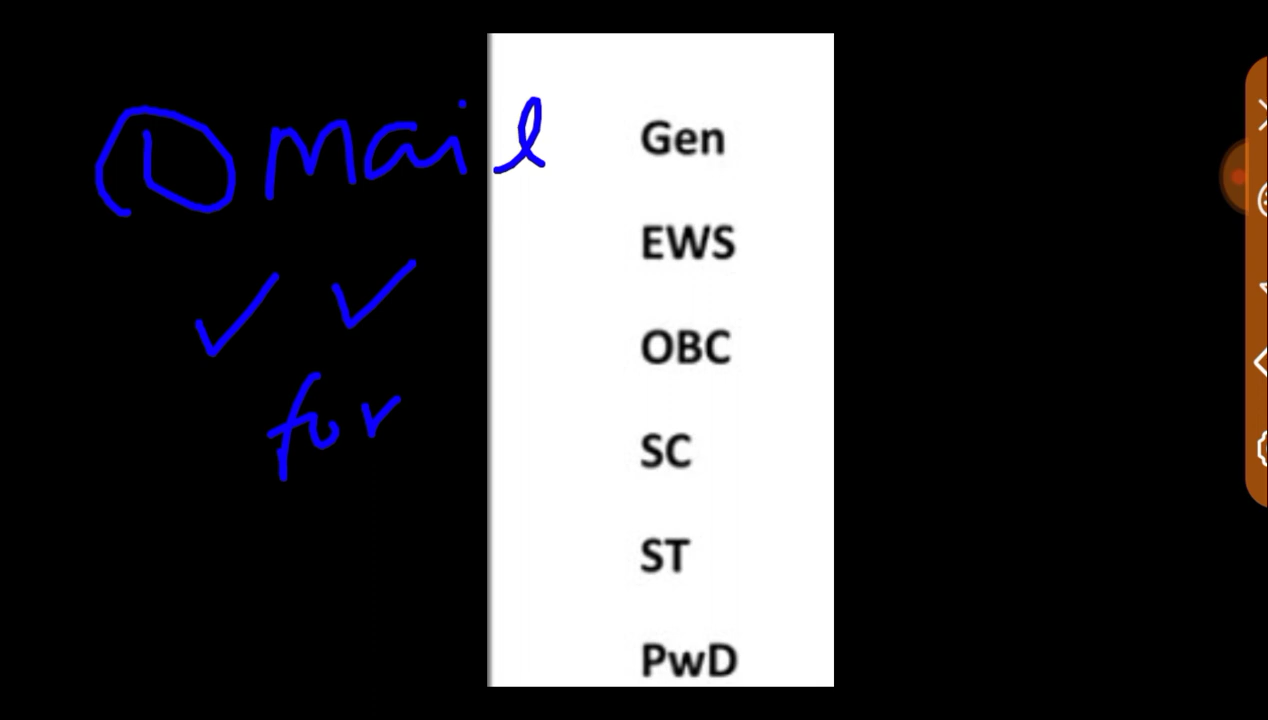 ① Mail Gen
EWS
✓ ✓
OBC
for
SC
ST
PwD